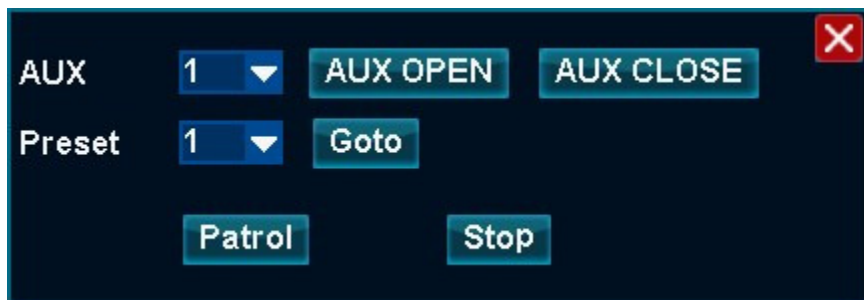 AUX 1 AUX OPEN AUX CLOSE
Preset 1 Goto
Patrol Stop